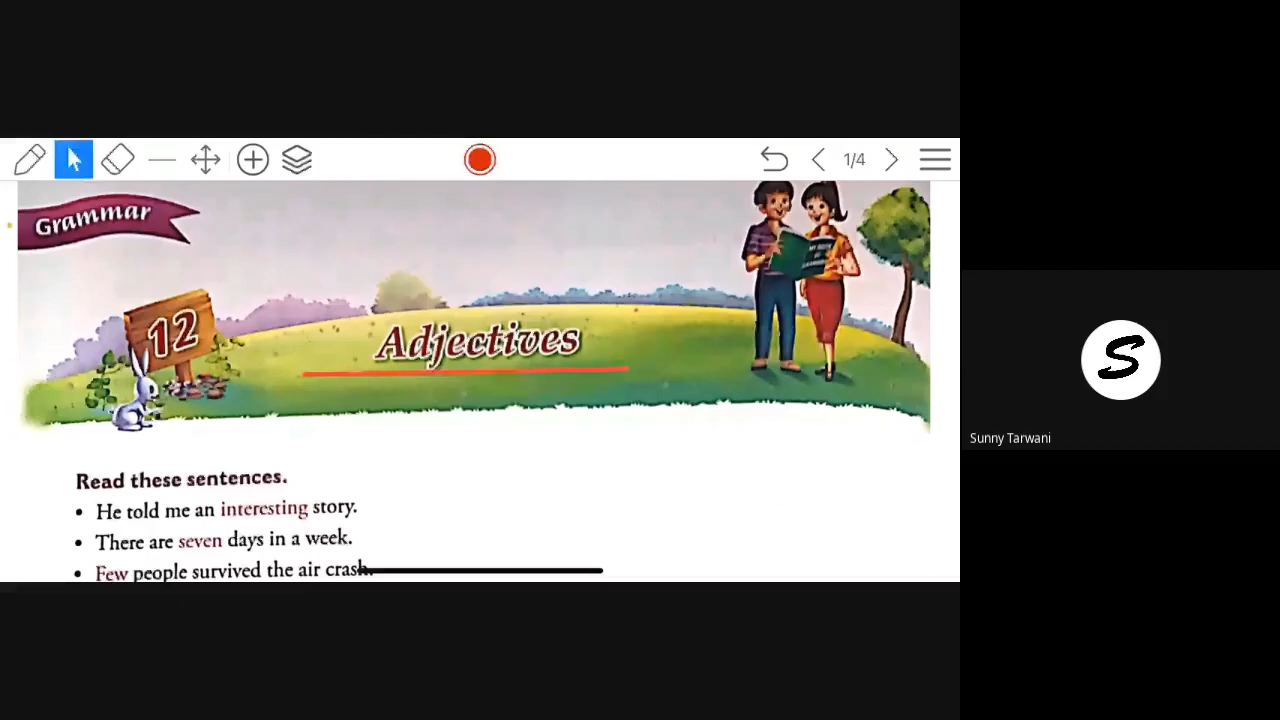 1/4
Grammar
12
Adjectives
Read these sentences.
• He told me an interesting story.
• There are seven days in a week.
• Few people survived the air crash.
S
Sunny Tarwani